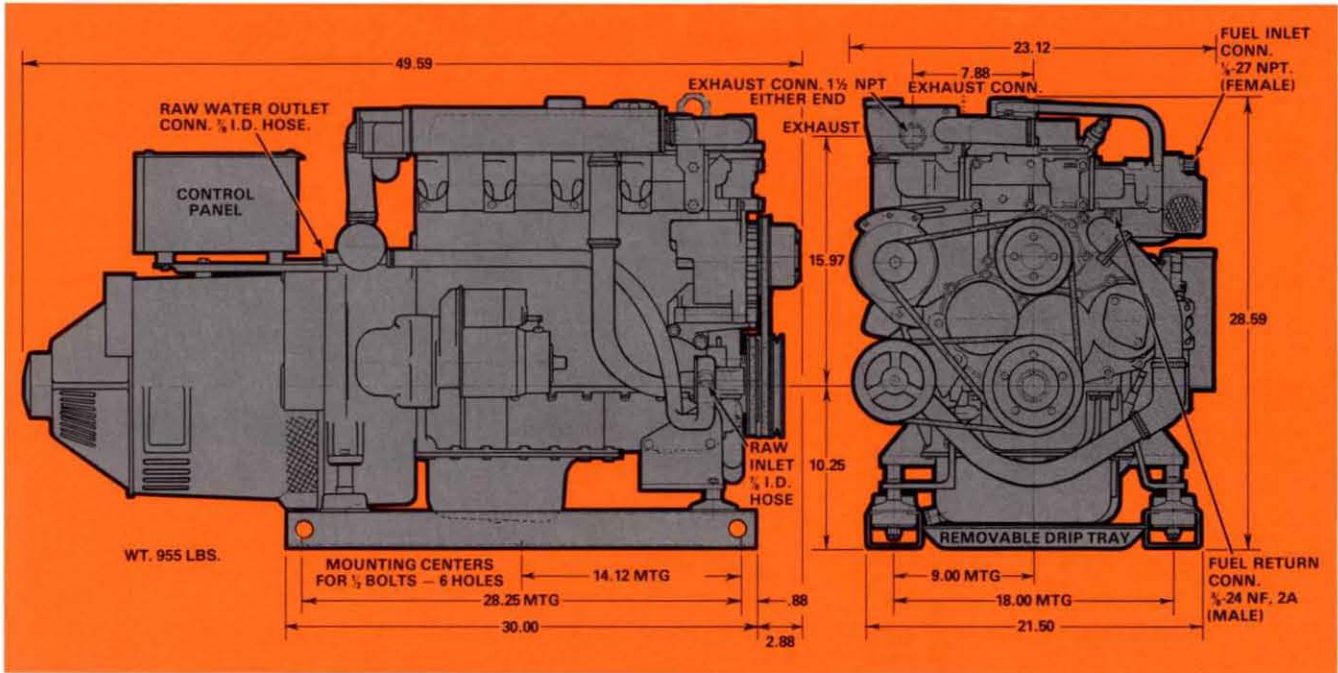 49.59
RAW WATER OUTLET
CONN. ⅞ I.D. HOSE.
CONTROL
PANEL
EXHAUST CONN. 1½ NPT
EITHER END
EXHAUST
15.97
10.25
RAW
INLET
⅞ I.D.
HOSE
WT. 955 LBS.
MOUNTING CENTERS
FOR ½ BOLTS — 6 HOLES
14.12 MTG
28.25 MTG
.88
30.00
2.88
23.12
7.88
EXHAUST CONN.
FUEL INLET
CONN.
⅛-27 NPT.
(FEMALE)
28.59
REMOVABLE DRIP TRAY
9.00 MTG
18.00 MTG
21.50
FUEL RETURN
CONN.
⅜-24 NF, 2A
(MALE)